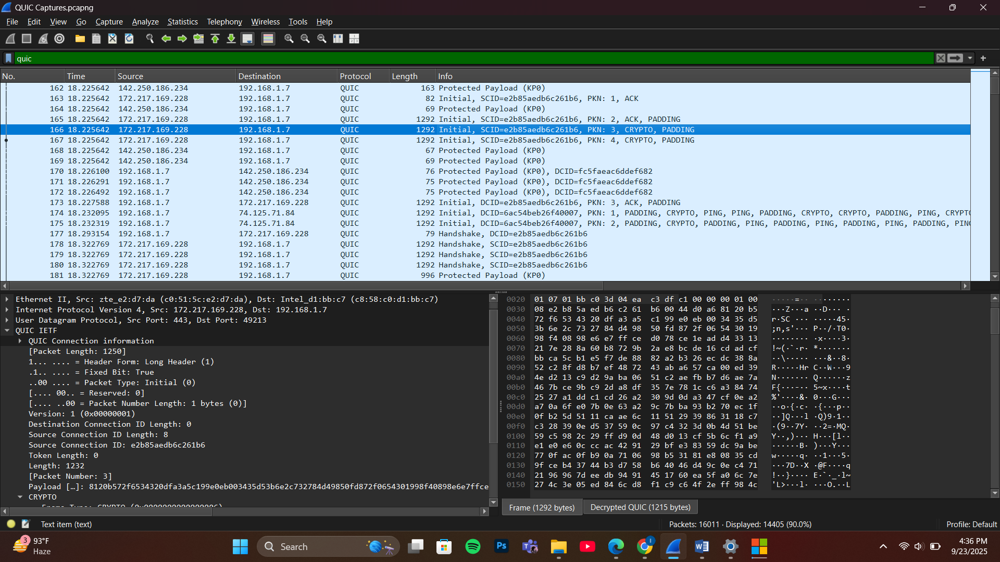 QUIC Captures.pcapng
File Edit View Go Capture Analyze Statistics Telephony Wireless Tools Help
quic
No. Time Source Destination Protocol Length Info
162 18.225642 142.250.186.234 192.168.1.7 QUIC 163 Protected Payload (KP0)
163 18.225642 172.217.169.228 192.168.1.7 QUIC 82 Initial, SCID=e2b85aedb6c261b6, PKN: 1, ACK
164 18.225642 142.250.186.234 192.168.1.7 QUIC 69 Protected Payload (KP0)
165 18.225642 172.217.169.228 192.168.1.7 QUIC 1292 Initial, SCID=e2b85aedb6c261b6, PKN: 2, ACK, PADDING
166 18.225642 172.217.169.228 192.168.1.7 QUIC 1292 Initial, SCID=e2b85aedb6c261b6, PKN: 3, CRYPTO, PADDING
167 18.225642 172.217.169.228 192.168.1.7 QUIC 1292 Initial, SCID=e2b85aedb6c261b6, PKN: 4, CRYPTO, PADDING
168 18.225642 142.250.186.234 192.168.1.7 QUIC 67 Protected Payload (KP0)
169 18.225642 142.250.186.234 192.168.1.7 QUIC 69 Protected Payload (KP0)
170 18.226100 192.168.1.7 142.250.186.234 QUIC 76 Protected Payload (KP0), DCID=fc5faeac6ddef682
171 18.226291 192.168.1.7 142.250.186.234 QUIC 75 Protected Payload (KP0), DCID=fc5faeac6ddef682
172 18.226492 192.168.1.7 142.250.186.234 QUIC 75 Protected Payload (KP0), DCID=fc5faeac6ddef682
173 18.227588 192.168.1.7 172.217.169.228 QUIC 1292 Initial, DCID=e2b85aedb6c261b6, PKN: 3, ACK, PADDING
174 18.232095 192.168.1.7 74.125.71.84 QUIC 1292 Initial, DCID=6ac54beb26f40007, PKN: 1, PADDING, CRYPTO, PING, PING, PADDING, CRYPTO, CRYPTO, PADDING, PING, CRYPTO
175 18.232319 192.168.1.7 74.125.71.84 QUIC 1292 Initial, DCID=6ac54beb26f40007, PKN: 2, PADDING, CRYPTO, PADDING, PING, PADDING, PING, PADDING, PING, PADDING, PING
177 18.293154 192.168.1.7 172.217.169.228 QUIC 79 Handshake, DCID=e2b85aedb6c261b6
178 18.322769 172.217.169.228 192.168.1.7 QUIC 1292 Handshake, SCID=e2b85aedb6c261b6
179 18.322769 172.217.169.228 192.168.1.7 QUIC 1292 Handshake, SCID=e2b85aedb6c261b6
180 18.322769 172.217.169.228 192.168.1.7 QUIC 1292 Handshake, SCID=e2b85aedb6c261b6
181 18.322769 172.217.169.228 192.168.1.7 QUIC 996 Protected Payload (KP0)
Ethernet II, Src: zte_e2:d7:da (c0:51:5c:e2:d7:da), Dst: Intel_d1:bb:c7 (c8:58:c0:d1:bb:c7)
Internet Protocol Version 4, Src: 172.217.169.228, Dst: 192.168.1.7
User Datagram Protocol, Src Port: 443, Dst Port: 49213
QUIC IETF
QUIC Connection information
[Packet Length: 1250]
1... .... = Header Form: Long Header (1)
.1.. .... = Fixed Bit: True
..00 .... = Packet Type: Initial (0)
[.... 00.. = Reserved: 0]
[.... ..00 = Packet Number Length: 1 bytes (0)]
Version: 1 (0x00000001)
Destination Connection ID Length: 0
Source Connection ID Length: 8
Source Connection ID: e2b85aedb6c261b6
Token Length: 0
Length: 1232
[Packet Number: 3]
Payload […]: 8120b572f6534320dfa3a5c199e0eb003435d53b6e2c732784d49850fd872f0654301998f40898e6e7ffce
CRYPTO
Frame Type: CRYPTO (0x0000000000000006)
0020 01 07 01 bb c0 3d 04 ea c3 df c1 00 00 00 01 00 ·····=·· ········
0030 08 e2 b8 5a ed b6 c2 61 b6 00 44 d0 a6 81 20 b5 ···Z···a ··D··· ·
0040 72 f6 53 43 20 df a3 a5 c1 99 e0 eb 00 34 35 d5 r·SC ··· ·····45·
0050 3b 6e 2c 73 27 84 d4 98 50 fd 87 2f 06 54 30 19 ;n,s'··· P··/·T0·
0060 98 f4 08 98 e6 e7 ff ce d0 78 ce 1e ad d4 33 13 ········ ·x····3·
0070 21 7e 28 8a 60 b8 72 9b 2a e8 bc de 16 cd ad cf !~(·`·r· *·······
0080 bb ca 5c b1 e5 f7 de 88 82 a2 b3 26 ec dc 38 8a ··\····· ···&··8·
0090 52 c2 8f d8 b7 ef 48 72 43 ab a6 57 ca 00 ed 39 R·····Hr C··W···9
00a0 4e d2 13 c9 d2 9a ba 06 51 c2 ae fb b7 d6 ae 7a N······· Q······z
00b0 46 7b ce 9b c9 2d a8 df 35 7e 78 1c c6 a3 84 74 F{···-·· 5~x····t
00c0 25 27 a1 dd c1 cd 26 a2 30 9d 0d a3 47 cf 0e a2 %'····&· 0···G···
00d0 a7 0a 6f e0 7b 0e 63 a2 9c 7b ba 93 b2 70 ec 1f ··o·{·c· ·{···p··
00e0 0f b2 5d 51 11 ca ae 6c 11 51 29 39 86 31 18 c7 ··]Q···l ·Q)9·1··
00f0 c3 28 39 0e d5 37 59 0c 97 c4 32 3d 0b 4d 51 be ·(9··7Y· ··2=·MQ·
0100 59 c5 98 2c 29 ff d9 0d 48 d0 13 cf 5b 6c f1 a9 Y··,)··· H···[l··
0110 e1 e0 e6 0c cc ac 42 91 29 bf e3 83 59 dc 9a be ······B· )···Y···
0120 77 0f ac 0f b9 0a 71 06 98 b5 31 81 e8 08 35 cd w·····q· ··1···5·
0130 9f ce b4 37 44 b3 d7 58 b6 40 46 d4 9c 0e c4 71 ···7D··X ·@F····q
0140 21 96 96 7d ee db 94 91 45 17 60 ea 5f a0 6c 7e !··}···· E·`·_·l~
0150 27 4c 3e 05 ed 84 6c d8 f1 c9 c6 4f 2e ff 98 4c 'L>···l· ···O.··L
Frame (1292 bytes) Decrypted QUIC (1215 bytes)
Text item (text) Packets: 16011 · Displayed: 14405 (90.0%) Profile: Default
3 93°F
Haze
Search
Ps
4:36 PM
9/23/2025